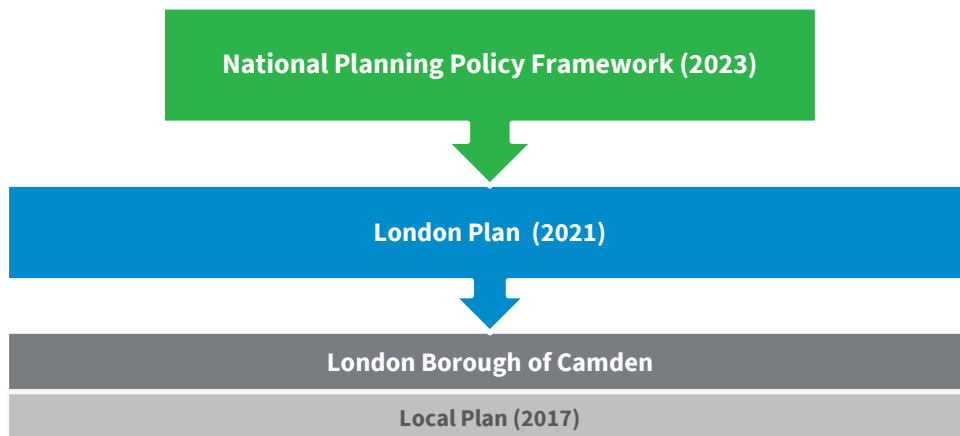 National Planning Policy Framework (2023)
London Plan (2021)
London Borough of Camden
Local Plan (2017)